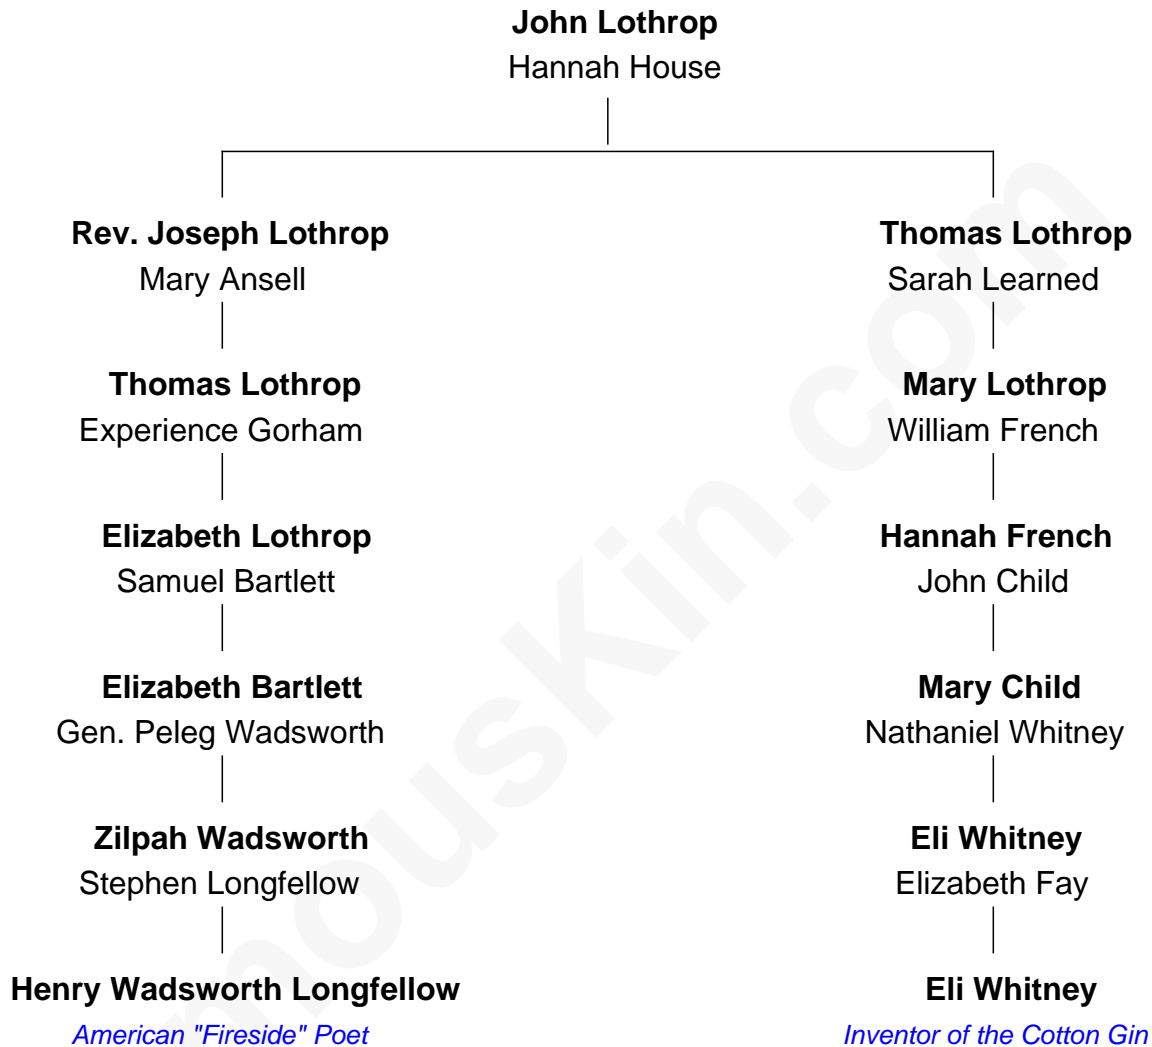 John Lothrop
Hannah House
Rev. Joseph Lothrop
Mary Ansell
Thomas Lothrop
Experience Gorham
Elizabeth Lothrop
Samuel Bartlett
Elizabeth Bartlett
Gen. Peleg Wadsworth
Zilpah Wadsworth
Stephen Longfellow
Henry Wadsworth Longfellow
American "Fireside" Poet
Thomas Lothrop
Sarah Learned
Mary Lothrop
William French
Hannah French
John Child
Mary Child
Nathaniel Whitney
Eli Whitney
Elizabeth Fay
Eli Whitney
Inventor of the Cotton Gin
mousKin.com